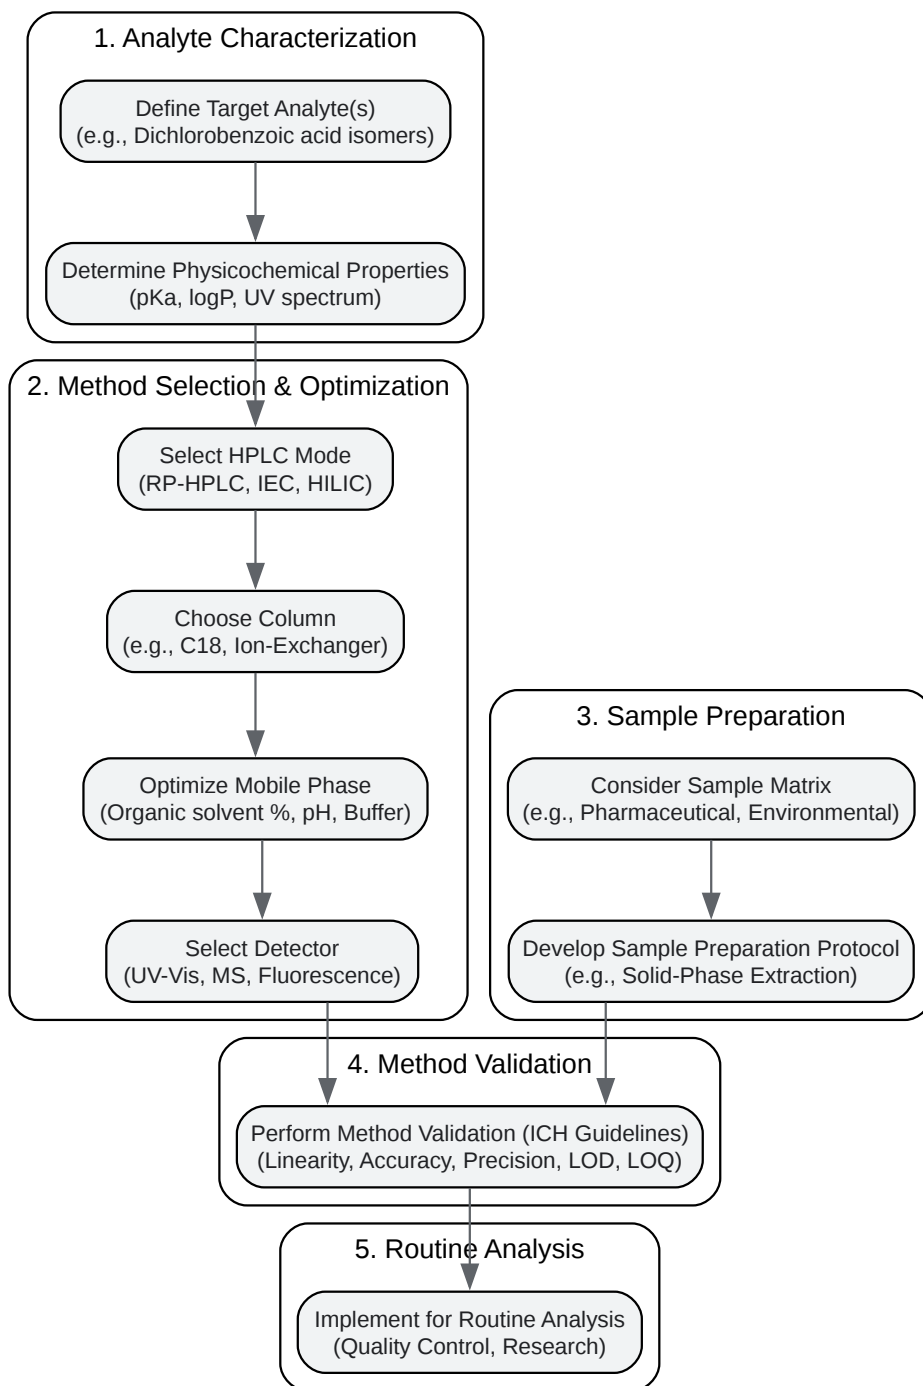 1. Analyte Characterization
Define Target Analyte(s)
(e.g., Dichlorobenzoic acid isomers)
Determine Physicochemical Properties
(pKa, logP, UV spectrum)
2. Method Selection & Optimization
Select HPLC Mode
(RP-HPLC, IEC, HILIC)
Choose Column
(e.g., C18, Ion-Exchanger)
Optimize Mobile Phase
(Organic solvent %, pH, Buffer)
Select Detector
(UV-Vis, MS, Fluorescence)
3. Sample Preparation
Consider Sample Matrix
(e.g., Pharmaceutical, Environmental)
Develop Sample Preparation Protocol
(e.g., Solid-Phase Extraction)
4. Method Validation
Perform Method Validation (ICH Guidelines)
(Linearity, Accuracy, Precision, LOD, LOQ)
5. Routine Analysis
Implement for Routine Analysis
(Quality Control, Research)